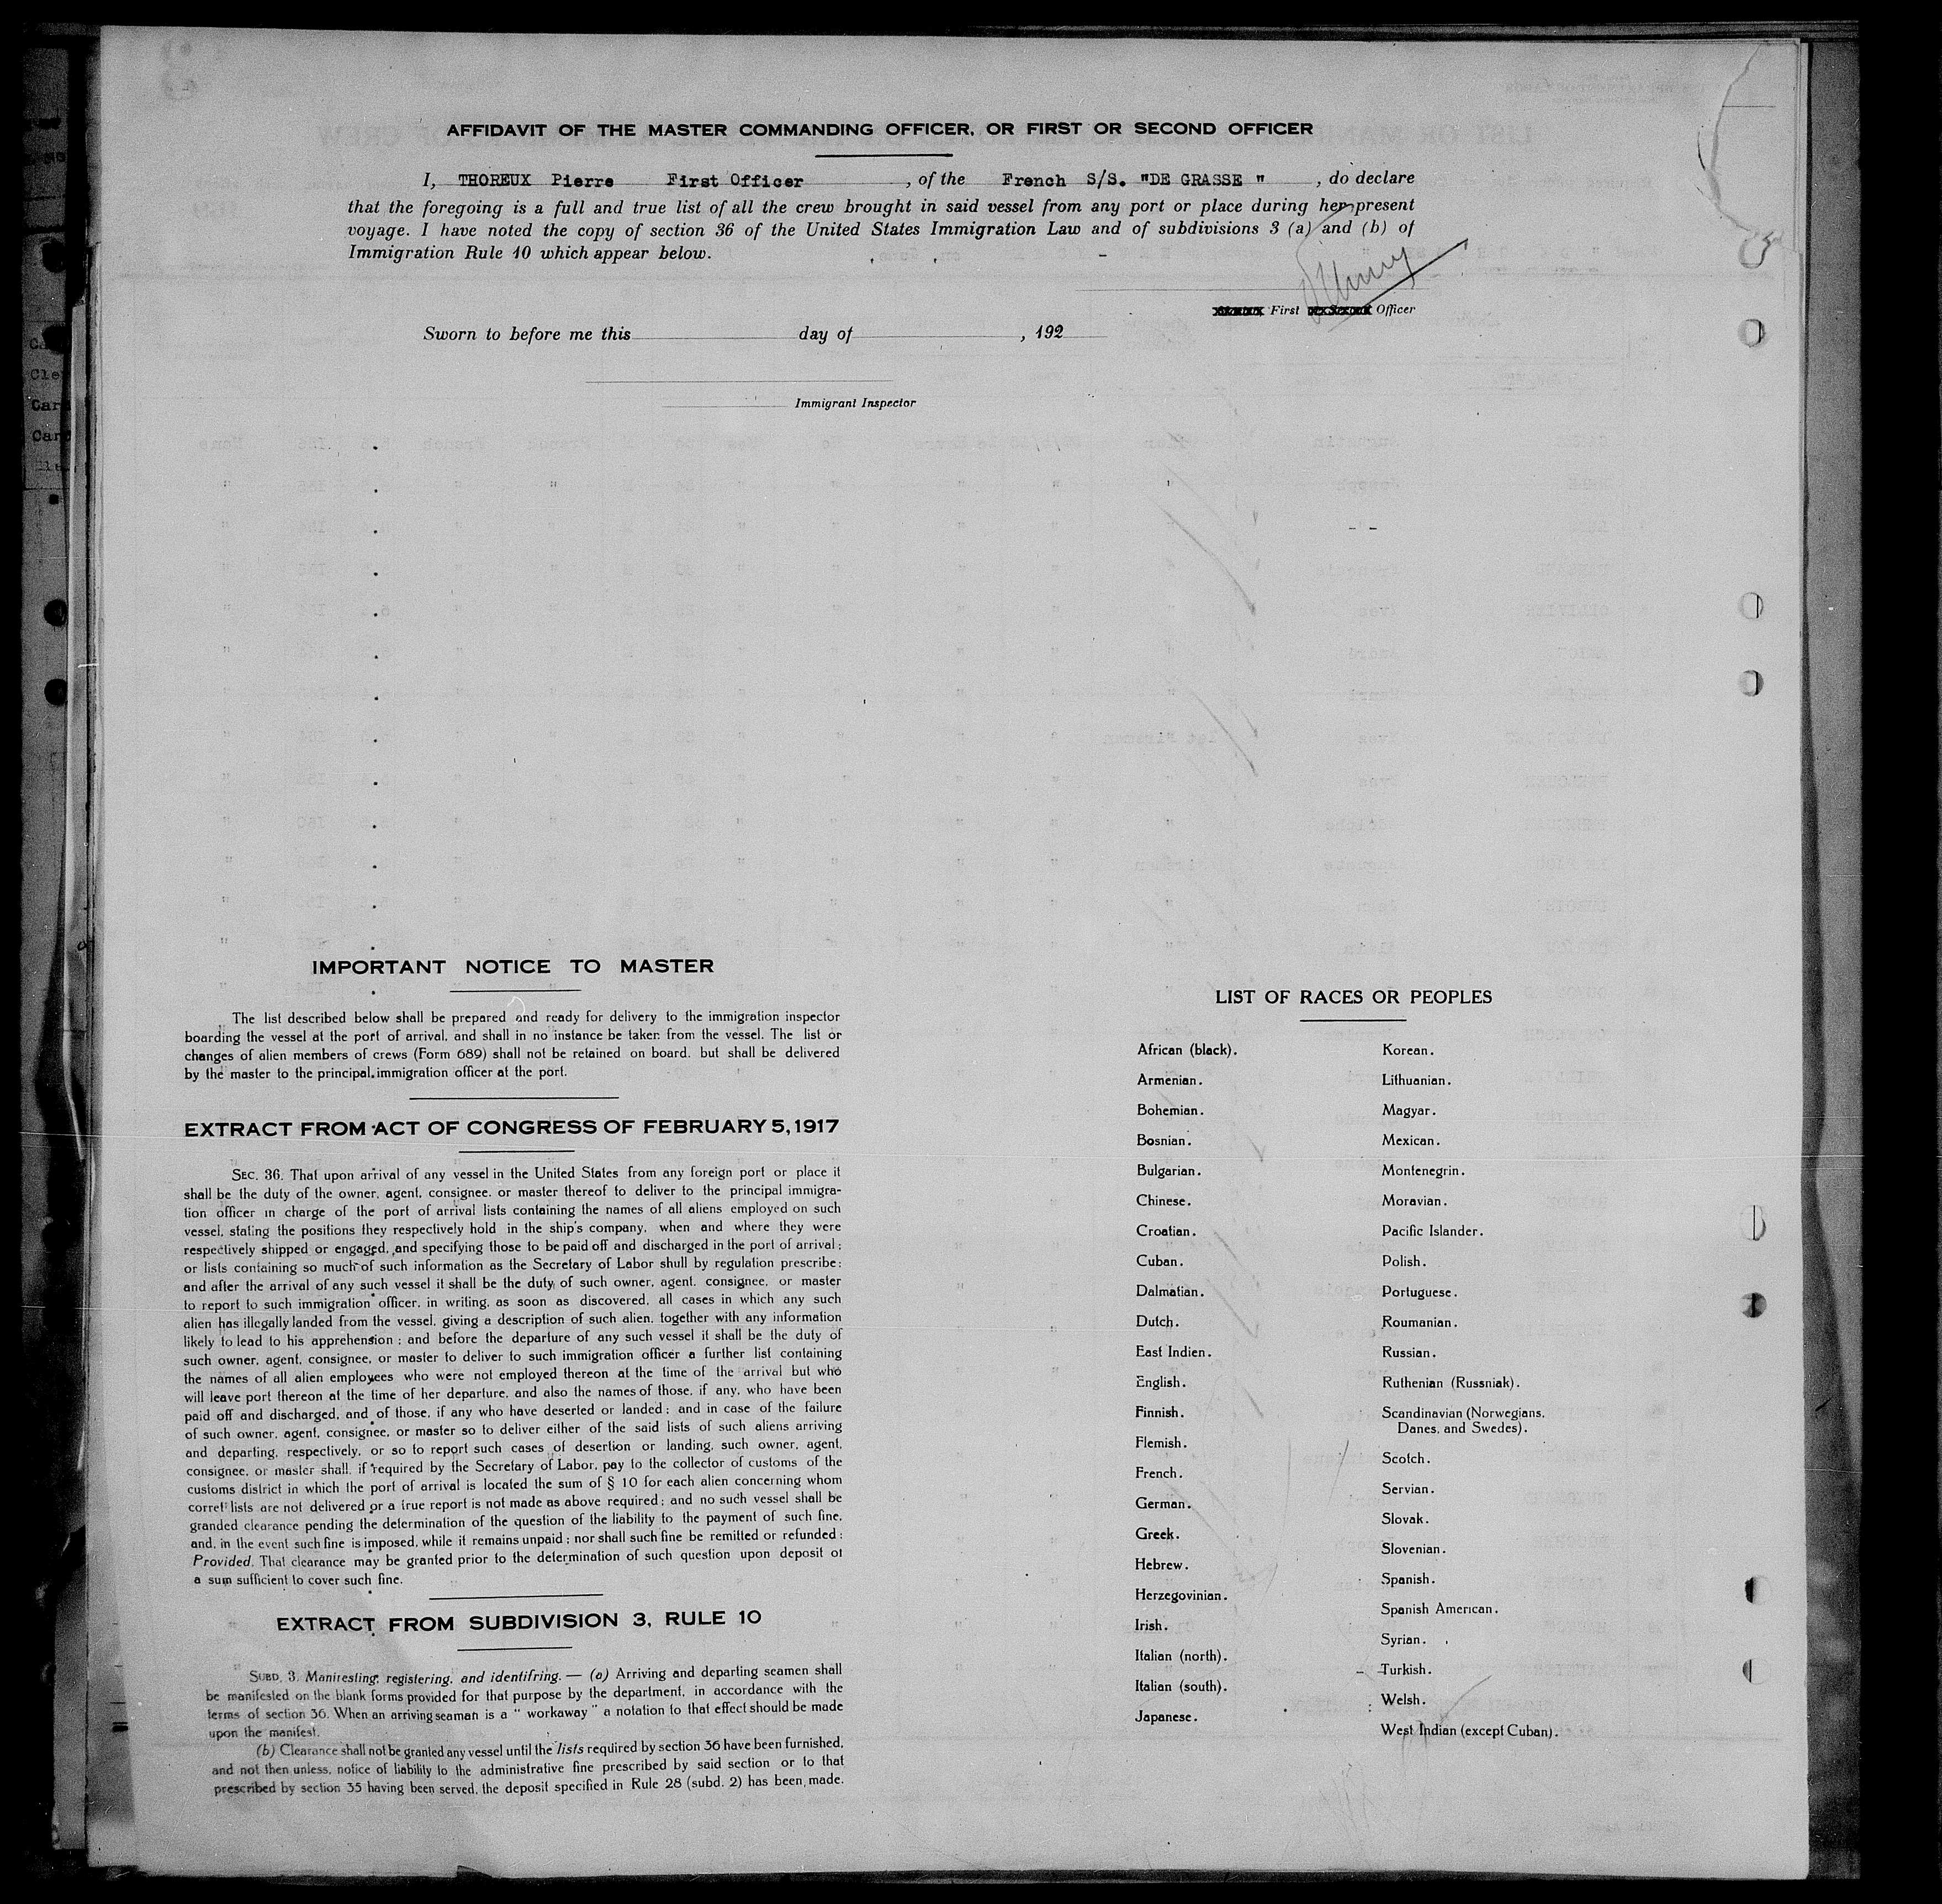 AFFIDAVIT OF THE MASTER COMMANDING OFFICER, OR FIRST OR SECOND OFFICER
I, THOREUX Pierre First Officer , of the French S/S. "DE GRASSE " , do declare
that the foregoing is a full and true list of all the crew brought in said vessel from any port or place during her present
voyage. I have noted the copy of section 36 of the United States Immigration Law and of subdivisions 3 (a) and (b) of
Immigration Rule 10 which appear below.
First Officer
Sworn to before me this day of , 192
Immigrant Inspector
IMPORTANT NOTICE TO MASTER
The list described below shall be prepared and ready for delivery to the immigration inspector
boarding the vessel at the port of arrival, and shall in no instance be taken from the vessel. The list or
changes of alien members of crews (Form 689) shall not be retained on board, but shall be delivered
by the master to the principal immigration officer at the port.
EXTRACT FROM ACT OF CONGRESS OF FEBRUARY 5, 1917
SEC. 36. That upon arrival of any vessel in the United States from any foreign port or place it
shall be the duty of the owner, agent, consignee, or master thereof to deliver to the principal immigra-
tion officer in charge of the port of arrival lists containing the names of all aliens employed on such
vessel, stating the positions they respectively hold in the ship's company, when and where they were
respectively shipped or engaged, and specifying those to be paid off and discharged in the port of arrival;
or lists containing so much of such information as the Secretary of Labor shull by regulation prescribe;
and after the arrival of any such vessel it shall be the duty of such owner, agent, consignee, or master
to report to such immigration officer, in writing, as soon as discovered, all cases in which any such
alien has illegally landed from the vessel, giving a description of such alien, together with any information
likely to lead to his apprehension ; and before the departure of any such vessel it shall be the duty of
such owner, agent, consignee, or master to deliver to such immigration officer a further list containing
the names of all alien employees who were not employed thereon at the time of the arrival but who
will leave port thereon at the time of her departure, and also the names of those, if any, who have been
paid off and discharged, and of those, if any who have deserted or landed ; and in case of the failure
of such owner, agent, consignee, or master so to deliver either of the said lists of such aliens arriving
and departing, respectively, or so to report such cases of desertion or landing, such owner, agent,
consignee, or master shall, if required by the Secretary of Labor, pay to the collector of customs of the
customs district in which the port of arrival is located the sum of § 10 for each alien concerning whom
corret lists are not delivered or a true report is not made as above required ; and no such vessel shall be
granded clearance pending the determination of the question of the liability to the payment of such fine,
and, in the event such fine is imposed, while it remains unpaid ; nor shall such fine be remitted or refunded :
Provided, That clearance may be granted prior to the determination of such question upon deposit of
a sum sufficient to cover such fine.
EXTRACT FROM SUBDIVISION 3, RULE 10
SUBD. 3. Manifesting, registering, and identifring. — (a) Arriving and departing seamen shall
be manifested on the blank forms provided for that purpose by the department, in accordance with the
terms of section 36. When an arriving seaman is a " workaway " a notation to that effect should be made
upon the manifest.
(b) Clearance shall not be granted any vessel until the lists required by section 36 have been furnished,
and not then unless, notice of liability to the administrative fine prescribed by said section or to that
prescribed by section 35 having been served, the deposit specified in Rule 28 (subd. 2) has been made.
LIST OF RACES OR PEOPLES
African (black).
Armenian.
Bohemian.
Bosnian.
Bulgarian.
Chinese.
Croatian.
Cuban.
Dalmatian.
Dutch.
East Indien.
English.
Finnish.
Flemish.
French.
German.
Greek.
Hebrew.
Herzegovinian.
Irish.
Italian (north).
Italian (south).
Japanese.
Korean.
Lithuanian.
Magyar.
Mexican.
Montenegrin.
Moravian.
Pacific Islander.
Polish.
Portuguese.
Roumanian.
Russian.
Ruthenian (Russniak).
Scandinavian (Norwegians,
Danes, and Swedes).
Scotch.
Servian.
Slovak.
Slovenian.
Spanish.
Spanish American.
Syrian.
Turkish.
Welsh.
West Indian (except Cuban).